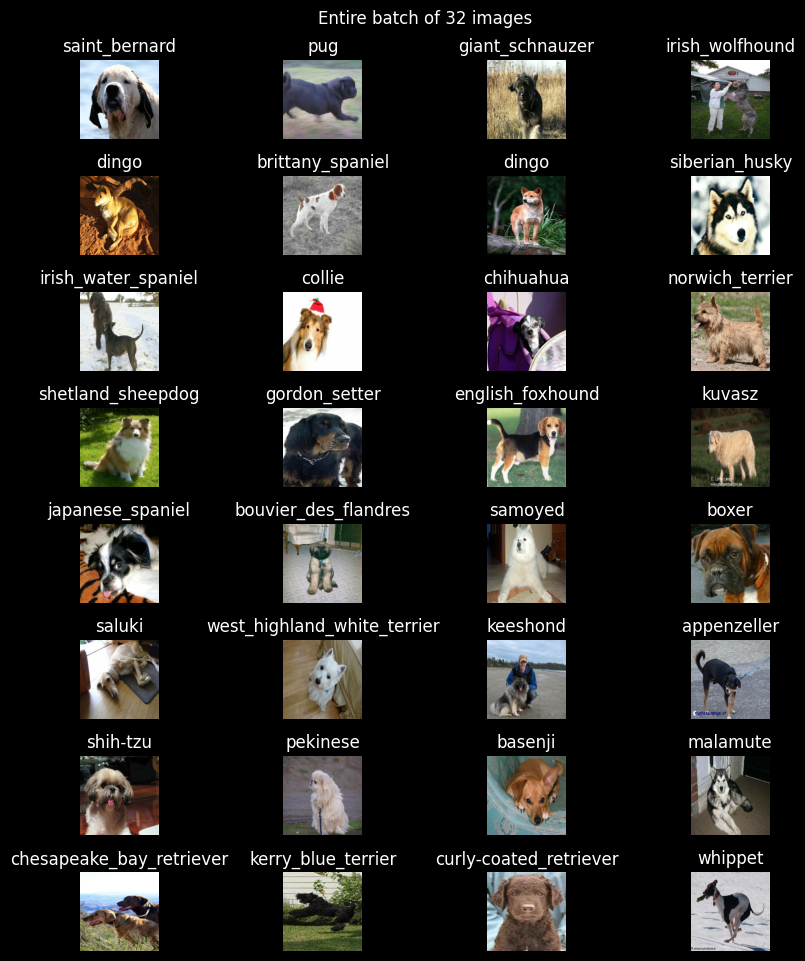 Entire batch of 32 images
saint_bernard pug giant_schnauzer irish_wolfhound
dingo brittany_spaniel dingo siberian_husky
irish_water_spaniel collie chihuahua norwich_terrier
shetland_sheepdog gordon_setter english_foxhound kuvasz
japanese_spaniel bouvier_des_flandres samoyed boxer
saluki west_highland_white_terrier keeshond appenzeller
shih-tzu pekinese basenji malamute
chesapeake_bay_retriever kerry_blue_terrier curly-coated_retriever whippet